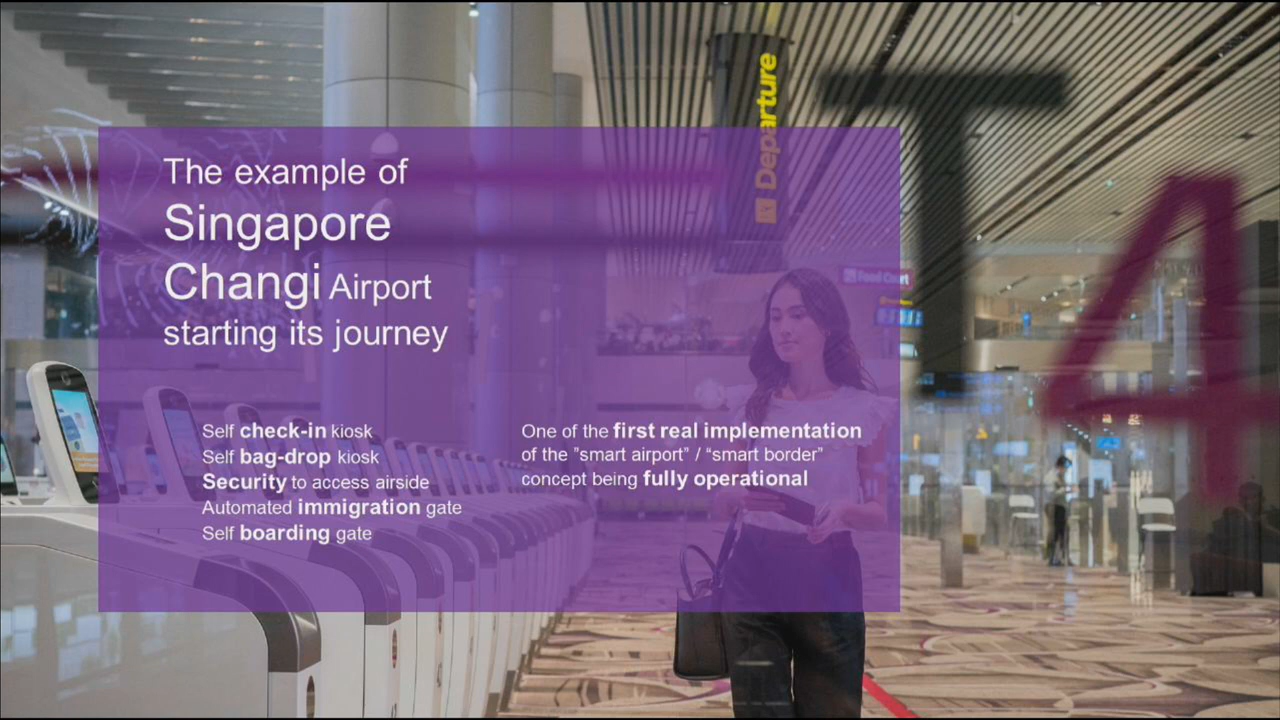 The example of
Singapore
Changi Airport
starting its journey
Self check-in kiosk
Self bag-drop kiosk
Security to access airside
Automated immigration gate
Self boarding gate
One of the first real implementation
of the ”smart airport” / “smart border”
concept being fully operational
Departure
T4
Food Court